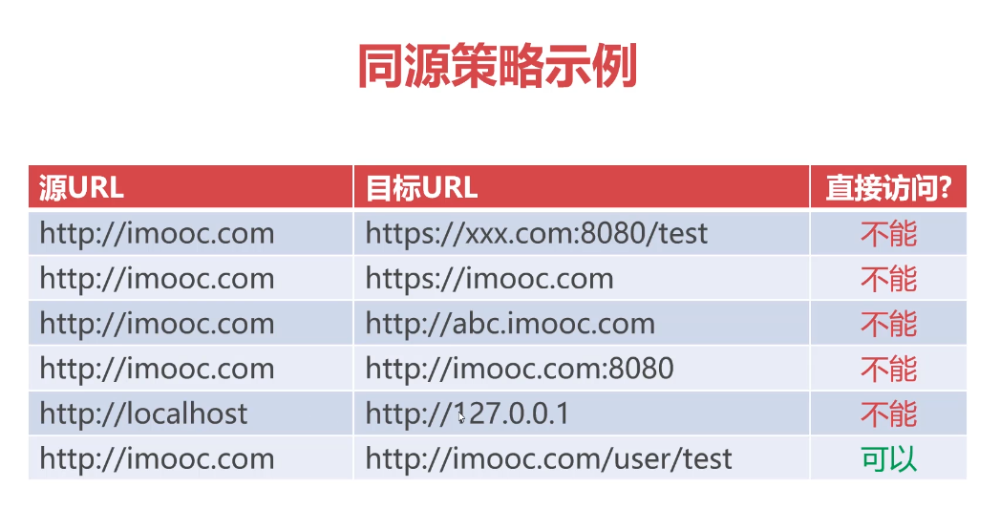 同源策略示例
源URL 目标URL 直接访问?
http://imooc.com https://xxx.com:8080/test 不能
http://imooc.com https://imooc.com 不能
http://imooc.com http://abc.imooc.com 不能
http://imooc.com http://imooc.com:8080 不能
http://localhost http://127.0.0.1 不能
http://imooc.com http://imooc.com/user/test 可以